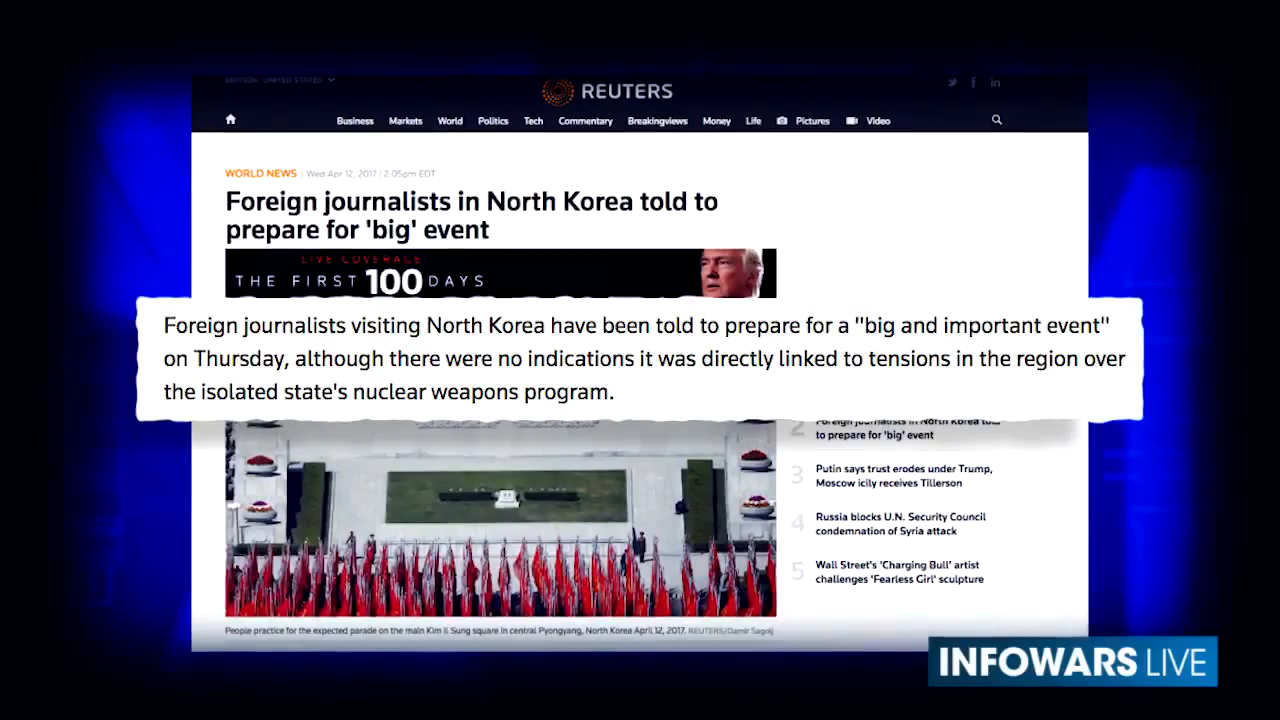 EDITION: UNITED STATES
REUTERS
Business Markets World Politics Tech Commentary Breakingviews Money Life Pictures Video
WORLD NEWS | Wed Apr 12, 2017 | 2:05pm EDT
Foreign journalists in North Korea told to
prepare for 'big' event
LIVE COVERAGE
THE FIRST 100 DAYS
Foreign journalists visiting North Korea have been told to prepare for a "big and important event"
on Thursday, although there were no indications it was directly linked to tensions in the region over
the isolated state's nuclear weapons program.
2 Foreign journalists in North Korea told
to prepare for 'big' event
3 Putin says trust erodes under Trump,
Moscow icily receives Tillerson
4 Russia blocks U.N. Security Council
condemnation of Syria attack
5 Wall Street's 'Charging Bull' artist
challenges 'Fearless Girl' sculpture
People practice for the expected parade on the main Kim Il Sung square in central Pyongyang, North Korea April 12, 2017. REUTERS/Damir Sagolj
INFOWARS LIVE